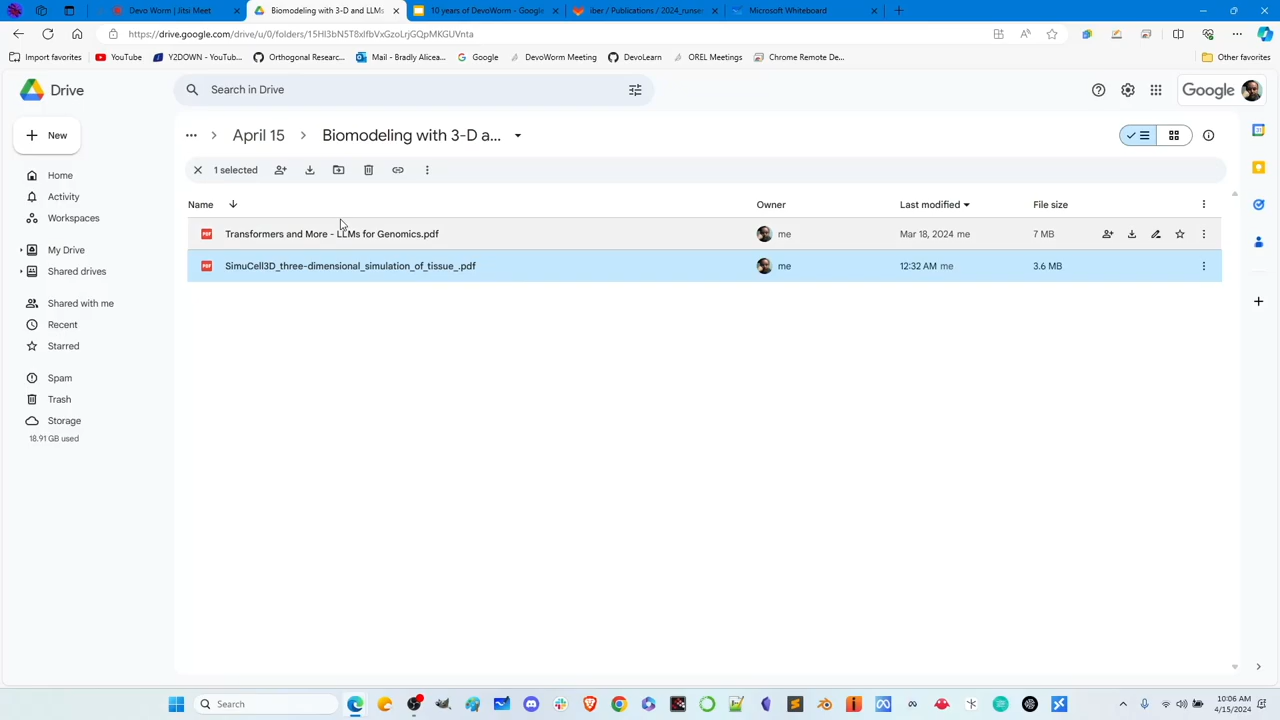 Devo Worm | Jitsi Meet
Biomodeling with 3-D and LLMs
10 years of DevoWorm - Google
iber / Publications / 2024_runser
Microsoft Whiteboard
https://drive.google.com/drive/u/0/folders/15HI3bN5T8xIfbVxGzoLrjGQpMKGUVnta
Import favorites
YouTube
Y2DOWN - YouTub...
Orthogonal Researc...
Mail - Bradly Alicea...
Google
DevoWorm Meeting
DevoLearn
OREL Meetings
Chrome Remote De...
Other favorites
Drive
Search in Drive
Google
New
April 15 > Biomodeling with 3-D a...
1 selected
Name
Owner
Last modified
File size
Transformers and More - LLMs for Genomics.pdf
me
Mar 18, 2024 me
7 MB
SimuCell3D_three-dimensional_simulation_of_tissue_.pdf
me
12:32 AM me
3.6 MB
Home
Activity
Workspaces
My Drive
Shared drives
Shared with me
Recent
Starred
Spam
Trash
Storage
18.91 GB used
Search
10:06 AM
4/15/2024